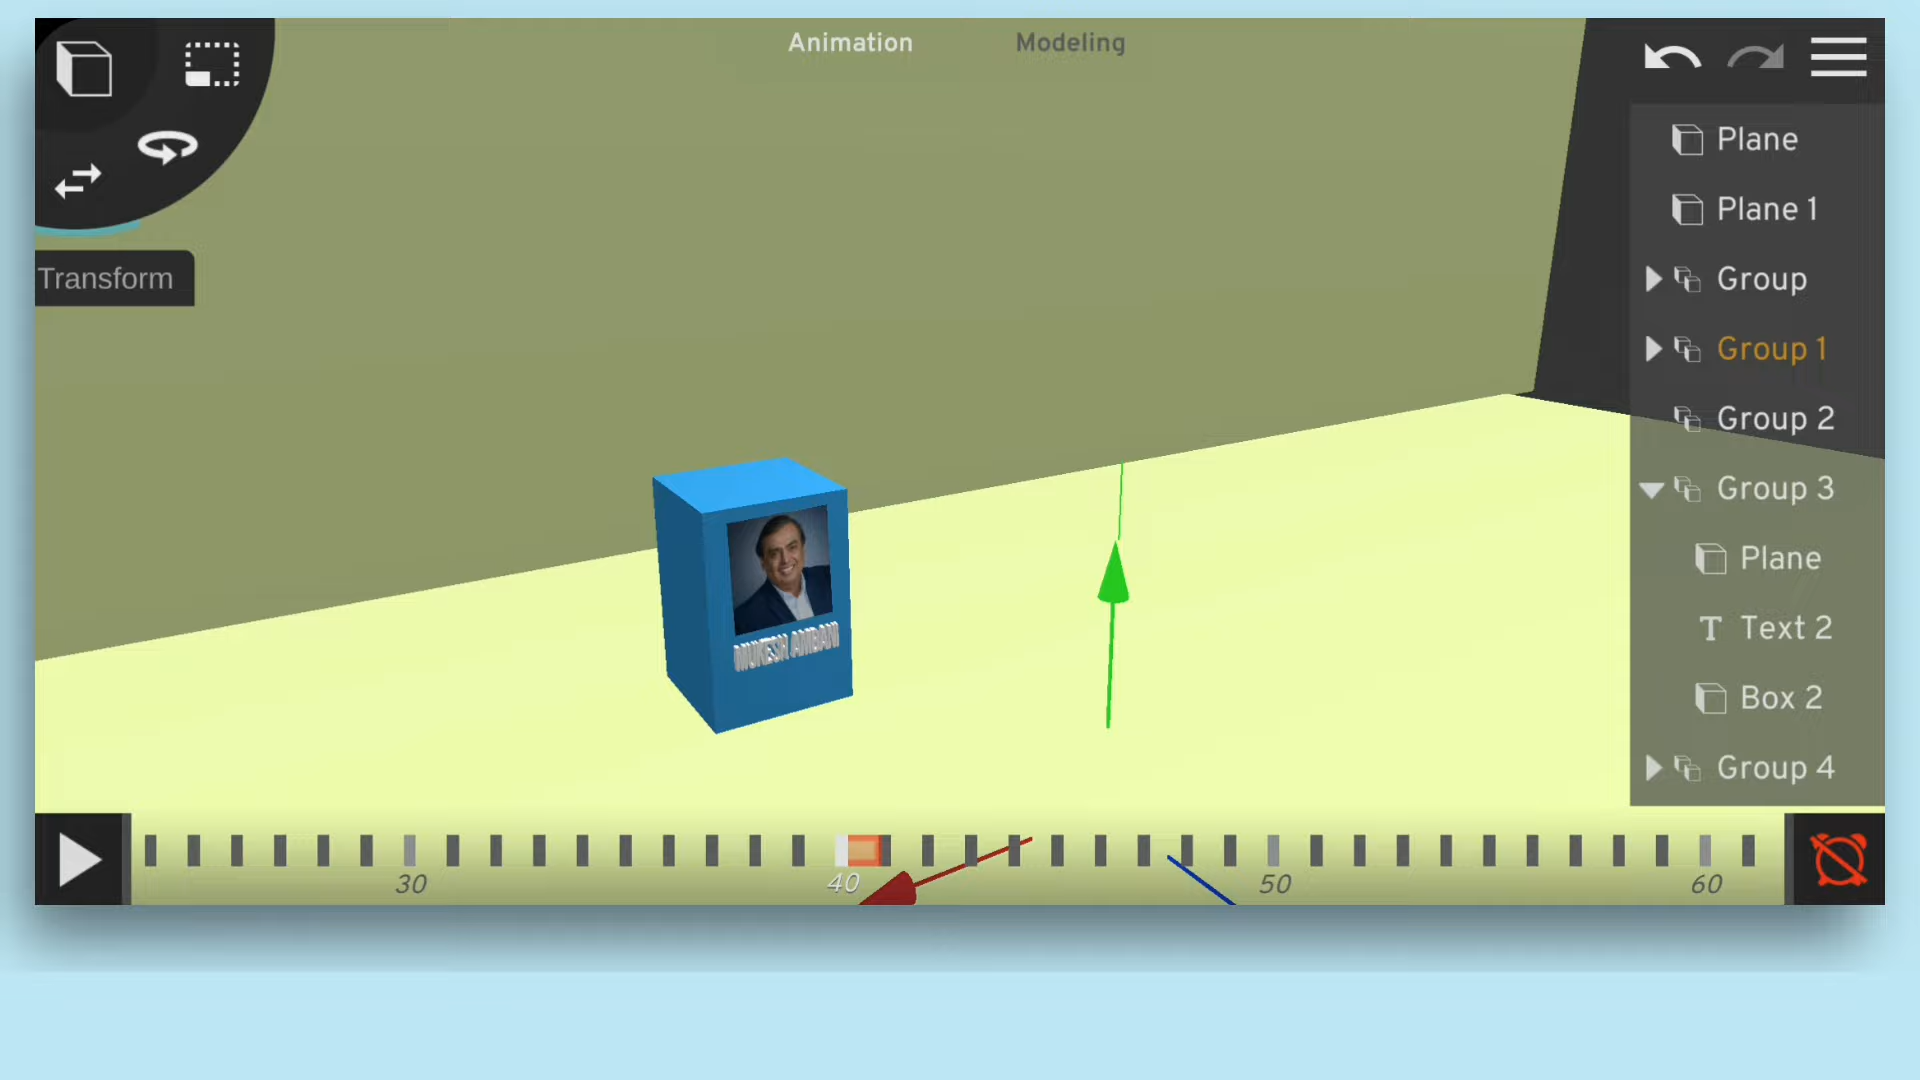 Animation
Modeling
Transform
Plane
Plane 1
Group
Group 1
Group 2
Group 3
Plane
Text 2
Box 2
Group 4
MUKESH AMBANI
30
40
50
60